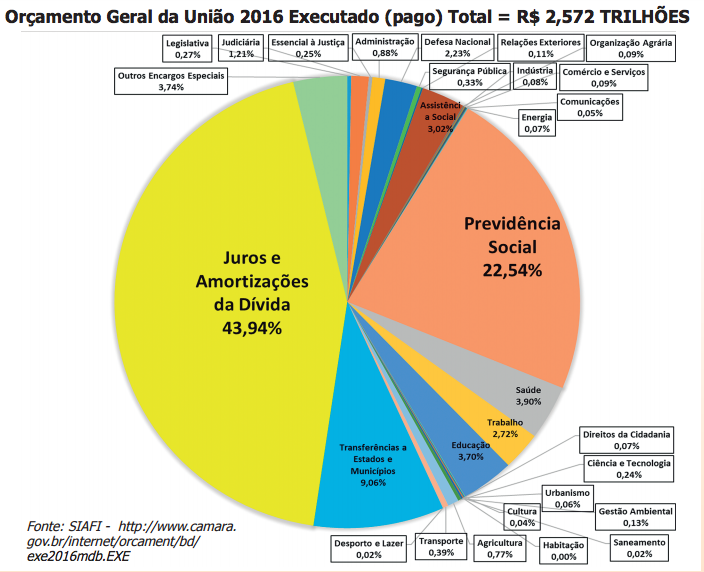 Orçamento Geral da União 2016 Executado (pago) Total = R$ 2,572 TRILHÕES
Legislativa
0,27%
Judiciária
1,21%
Essencial à Justiça
0,25%
Administração
0,88%
Defesa Nacional
2,23%
Relações Exteriores
0,11%
Organização Agrária
0,09%
Outros Encargos Especiais
3,74%
Segurança Pública
0,33%
Indústria
0,08%
Comércio e Serviços
0,09%
Assistênci
a Social
3,02%
Comunicações
0,05%
Energia
0,07%
Previdência
Social
22,54%
Juros e
Amortizações
da Dívida
43,94%
Saúde
3,90%
Trabalho
2,72%
Educação
3,70%
Transferências a
Estados e
Municípios
9,06%
Direitos da Cidadania
0,07%
Ciência e Tecnologia
0,24%
Urbanismo
0,06%
Cultura
0,04%
Gestão Ambiental
0,13%
Desporto e Lazer
0,02%
Transporte
0,39%
Agricultura
0,77%
Habitação
0,00%
Saneamento
0,02%
Fonte: SIAFI - http://www.camara.
gov.br/internet/orcament/bd/
exe2016mdb.EXE